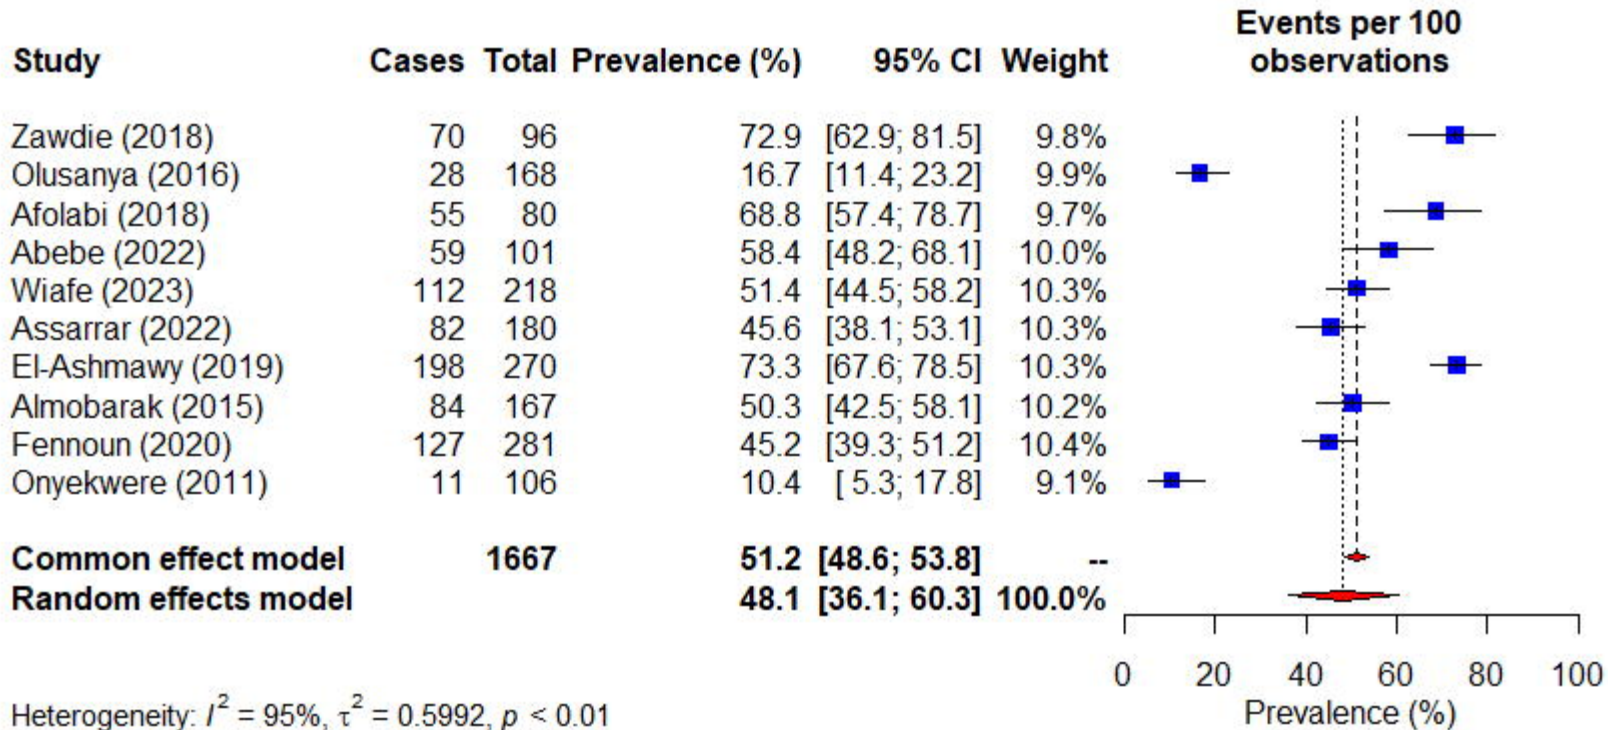 Events per 100
Study Cases Total Prevalence (%) 95% CI Weight observations
Zawdie (2018) 70 96 72.9 [62.9; 81.5] 9.8%
Olusanya (2016) 28 168 16.7 [11.4; 23.2] 9.9%
Afolabi (2018) 55 80 68.8 [57.4; 78.7] 9.7%
Abebe (2022) 59 101 58.4 [48.2; 68.1] 10.0%
Wiafe (2023) 112 218 51.4 [44.5; 58.2] 10.3%
Assarrar (2022) 82 180 45.6 [38.1; 53.1] 10.3%
El-Ashmawy (2019) 198 270 73.3 [67.6; 78.5] 10.3%
Almobarak (2015) 84 167 50.3 [42.5; 58.1] 10.2%
Fennoun (2020) 127 281 45.2 [39.3; 51.2] 10.4%
Onyekwere (2011) 11 106 10.4 [ 5.3; 17.8] 9.1%
Common effect model 1667 51.2 [48.6; 53.8] --
Random effects model 48.1 [36.1; 60.3] 100.0%
0 20 40 60 80 100
Heterogeneity: I² = 95%, τ² = 0.5992, p < 0.01 Prevalence (%)